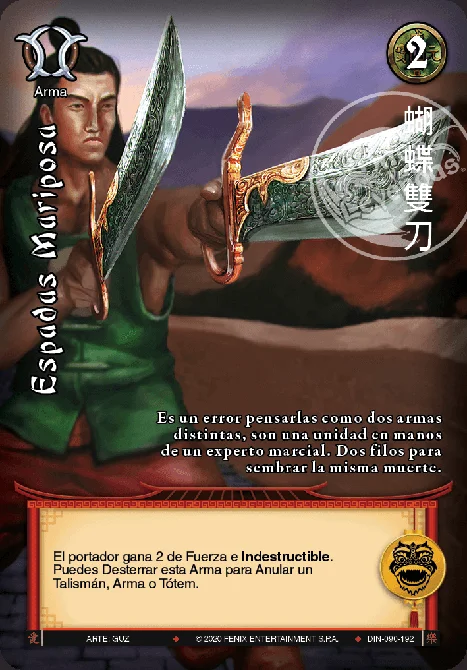 Arma
2
Espadas Mariposa
蝴蝶雙刀
Es un error pensarlas como dos armas
distintas, son una unidad en manos
de un experto marcial. Dos filos para
sembrar la misma muerte.
El portador gana 2 de Fuerza e Indestructible.
Puedes Desterrar esta Arma para Anular un
Talismán, Arma o Tótem.
ARTE: GUZ
© 2020 FENIX ENTERTAINMENT S.P.A.
DIN-090-192